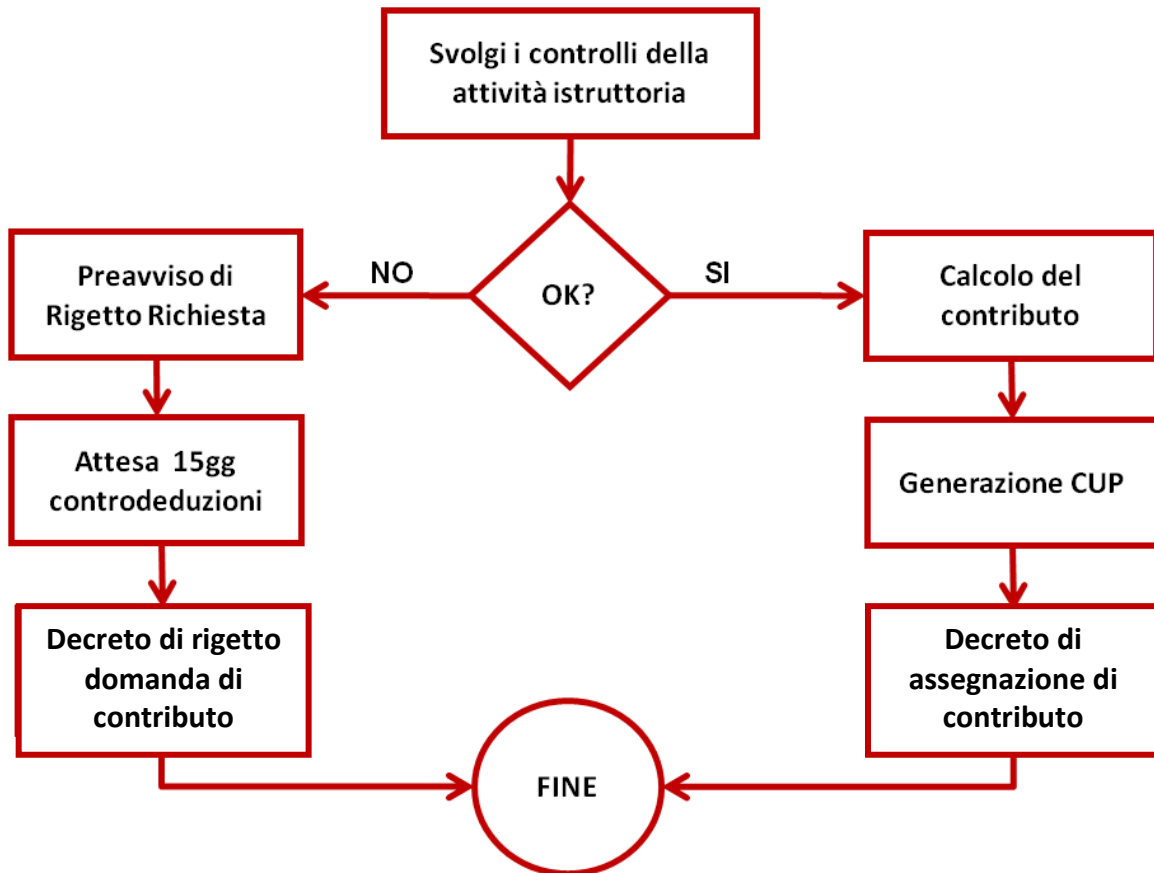 Svolgi i controlli della
attività istruttoria
OK?
NO
SI
Preavviso di
Rigetto Richiesta
Attesa 15gg
controdeduzioni
Decreto di rigetto
domanda di
contributo
Calcolo del
contributo
Generazione CUP
Decreto di
assegnazione di
contributo
FINE